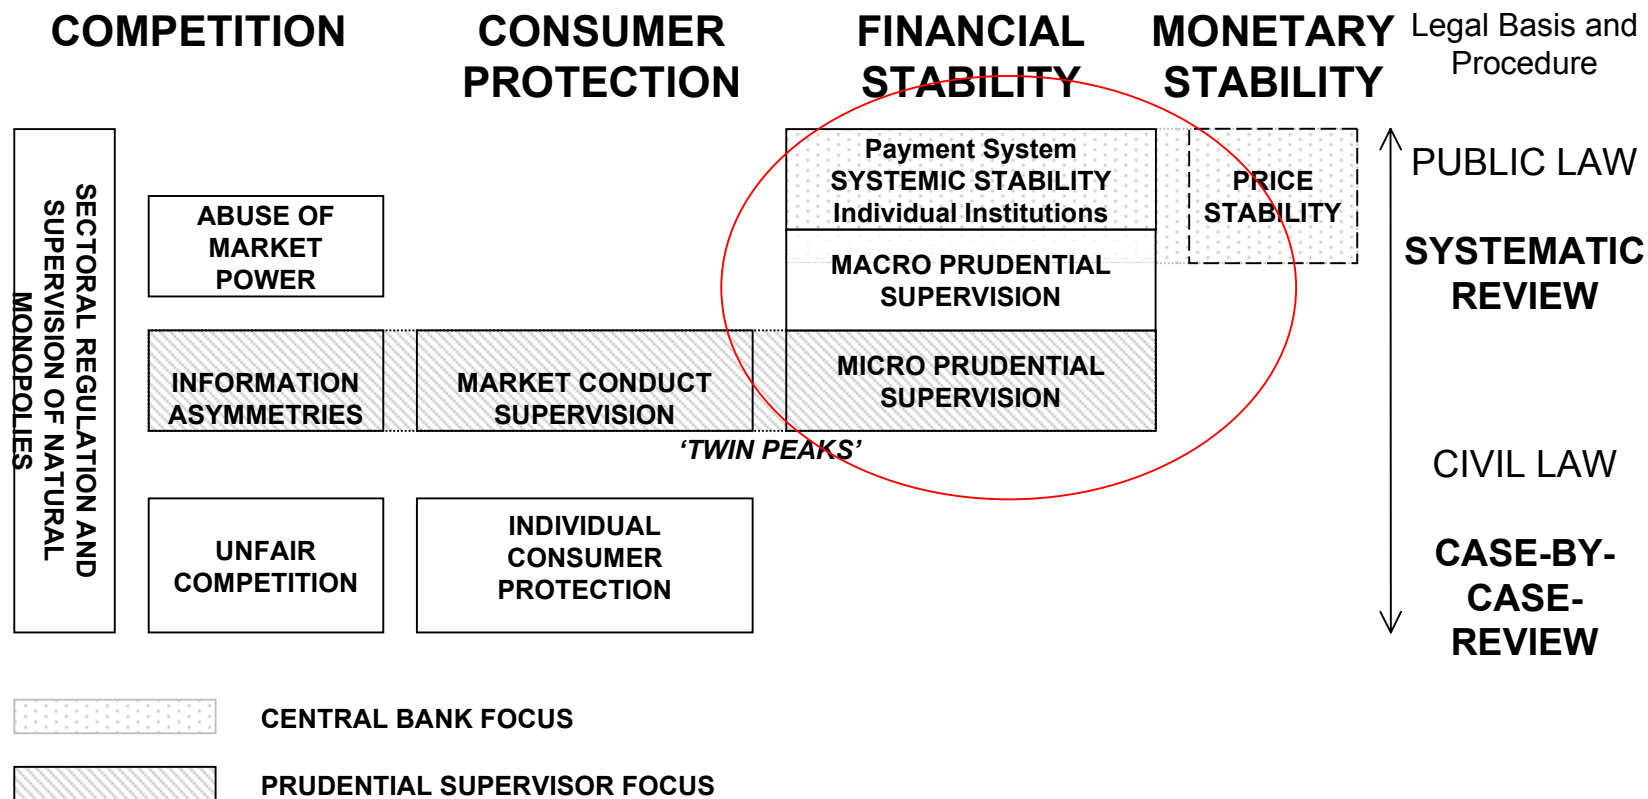 COMPETITION
CONSUMER
PROTECTION
FINANCIAL
STABILITY
MONETARY
STABILITY
Legal Basis and
Procedure
SECTORAL REGULATION AND
SUPERVISION OF NATURAL
MONOPOLIES
ABUSE OF
MARKET
POWER
INFORMATION
ASYMMETRIES
UNFAIR
COMPETITION
MARKET CONDUCT
SUPERVISION
INDIVIDUAL
CONSUMER
PROTECTION
Payment System
SYSTEMIC STABILITY
Individual Institutions
MACRO PRUDENTIAL
SUPERVISION
MICRO PRUDENTIAL
SUPERVISION
'TWIN PEAKS'
PRICE
STABILITY
PUBLIC LAW
SYSTEMATIC
REVIEW
CIVIL LAW
CASE-BY-
CASE-
REVIEW
CENTRAL BANK FOCUS
PRUDENTIAL SUPERVISOR FOCUS